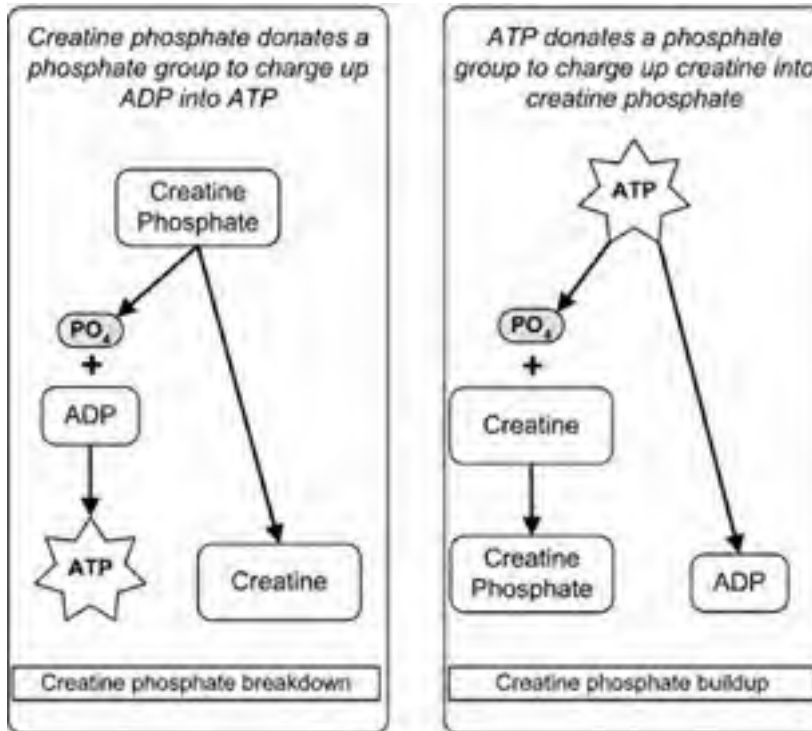 Creatine phosphate donates a
phosphate group to charge up
ADP into ATP
Creatine
Phosphate
PO₄
+
ADP
ATP
Creatine
Creatine phosphate breakdown
ATP donates a phosphate
group to charge up creatine into
creatine phosphate
ATP
PO₄
+
Creatine
Creatine
Phosphate
ADP
Creatine phosphate buildup